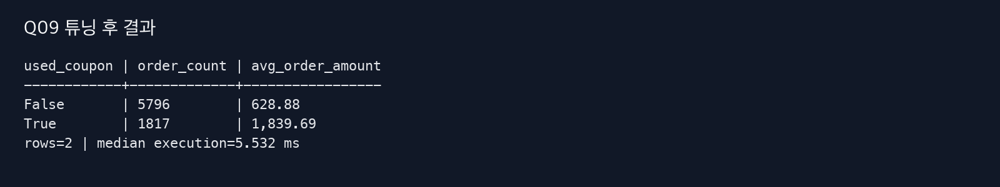 Q09 튜닝 후 결과
used_coupon | order_count | avg_order_amount
------------+-------------+-----------------
False       | 5796        | 628.88
True        | 1817        | 1,839.69
rows=2 | median execution=5.532 ms